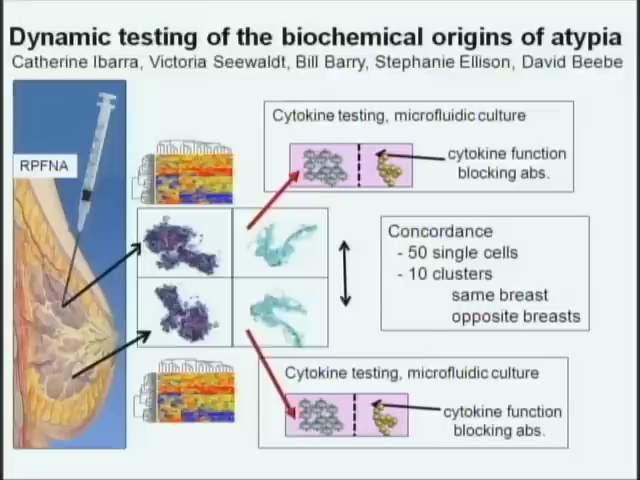 Dynamic testing of the biochemical origins of atypia
Catherine Ibarra, Victoria Seewaldt, Bill Barry, Stephanie Ellison, David Beebe
RPFNA
Cytokine testing, microfluidic culture
cytokine function
blocking abs.
Concordance
- 50 single cells
- 10 clusters
same breast
opposite breasts
Cytokine testing, microfluidic culture
cytokine function
blocking abs.